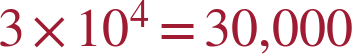 3 × 10⁴ = 30,000